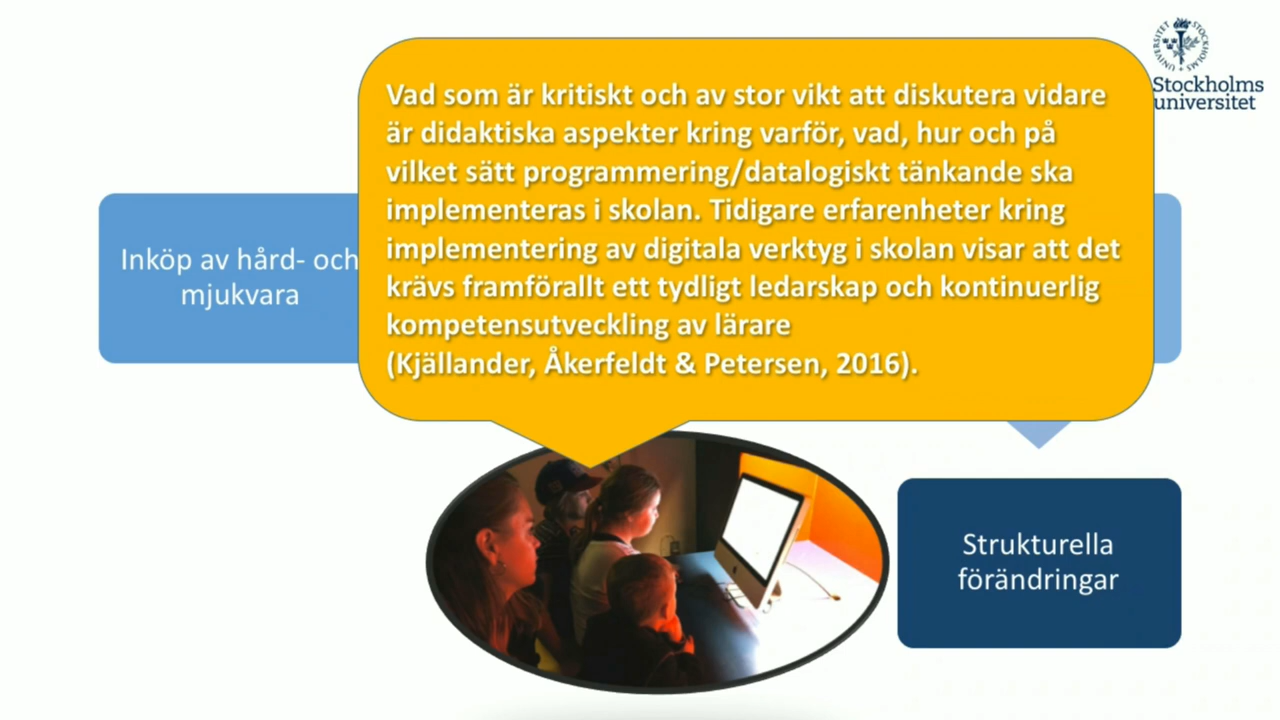 Vad som är kritiskt och av stor vikt att diskutera vidare
är didaktiska aspekter kring varför, vad, hur och på
vilket sätt programmering/datalogiskt tänkande ska
implementeras i skolan. Tidigare erfarenheter kring
implementering av digitala verktyg i skolan visar att det
krävs framförallt ett tydligt ledarskap och kontinuerlig
kompetensutveckling av lärare
(Kjällander, Åkerfeldt & Petersen, 2016).
Inköp av hård- och
mjukvara
Strukturella
förändringar
STOCKHOLMS
UNIVERSITET
Stockholms
universitet